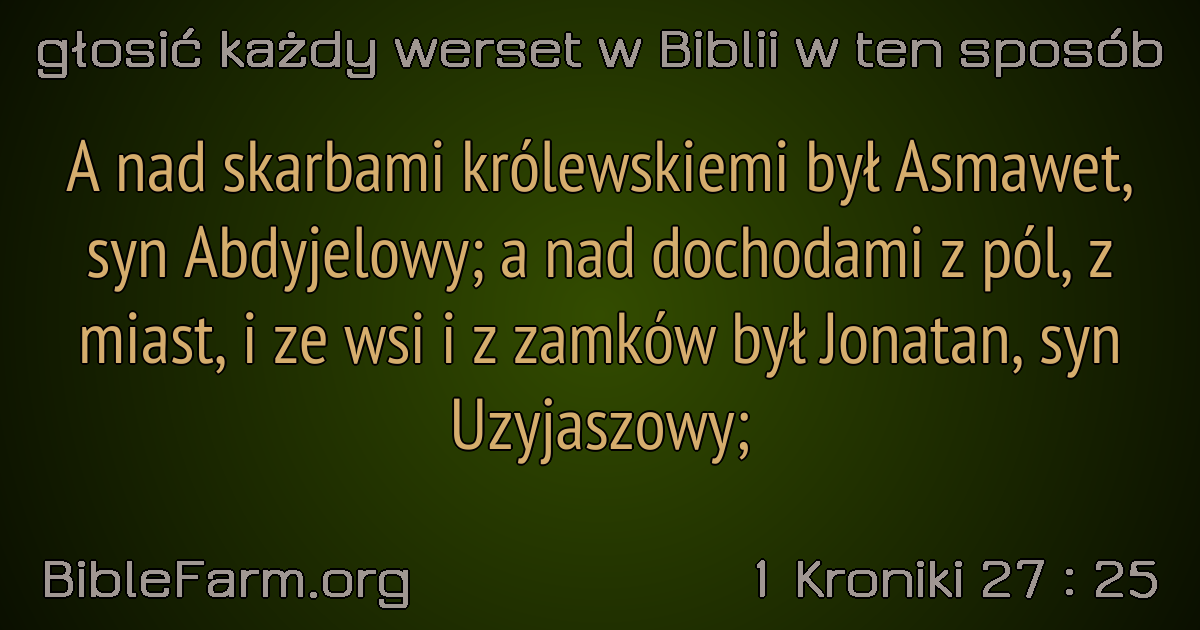 głosić każdy werset w Biblii w ten sposób
A nad skarbami królewskiemi był Asmawet,
syn Abdyjelowy; a nad dochodami z pól, z
miast, i ze wsi i z zamków był Jonatan, syn
Uzyjaszowy;
BibleFarm.org
1 Kroniki 27 : 25